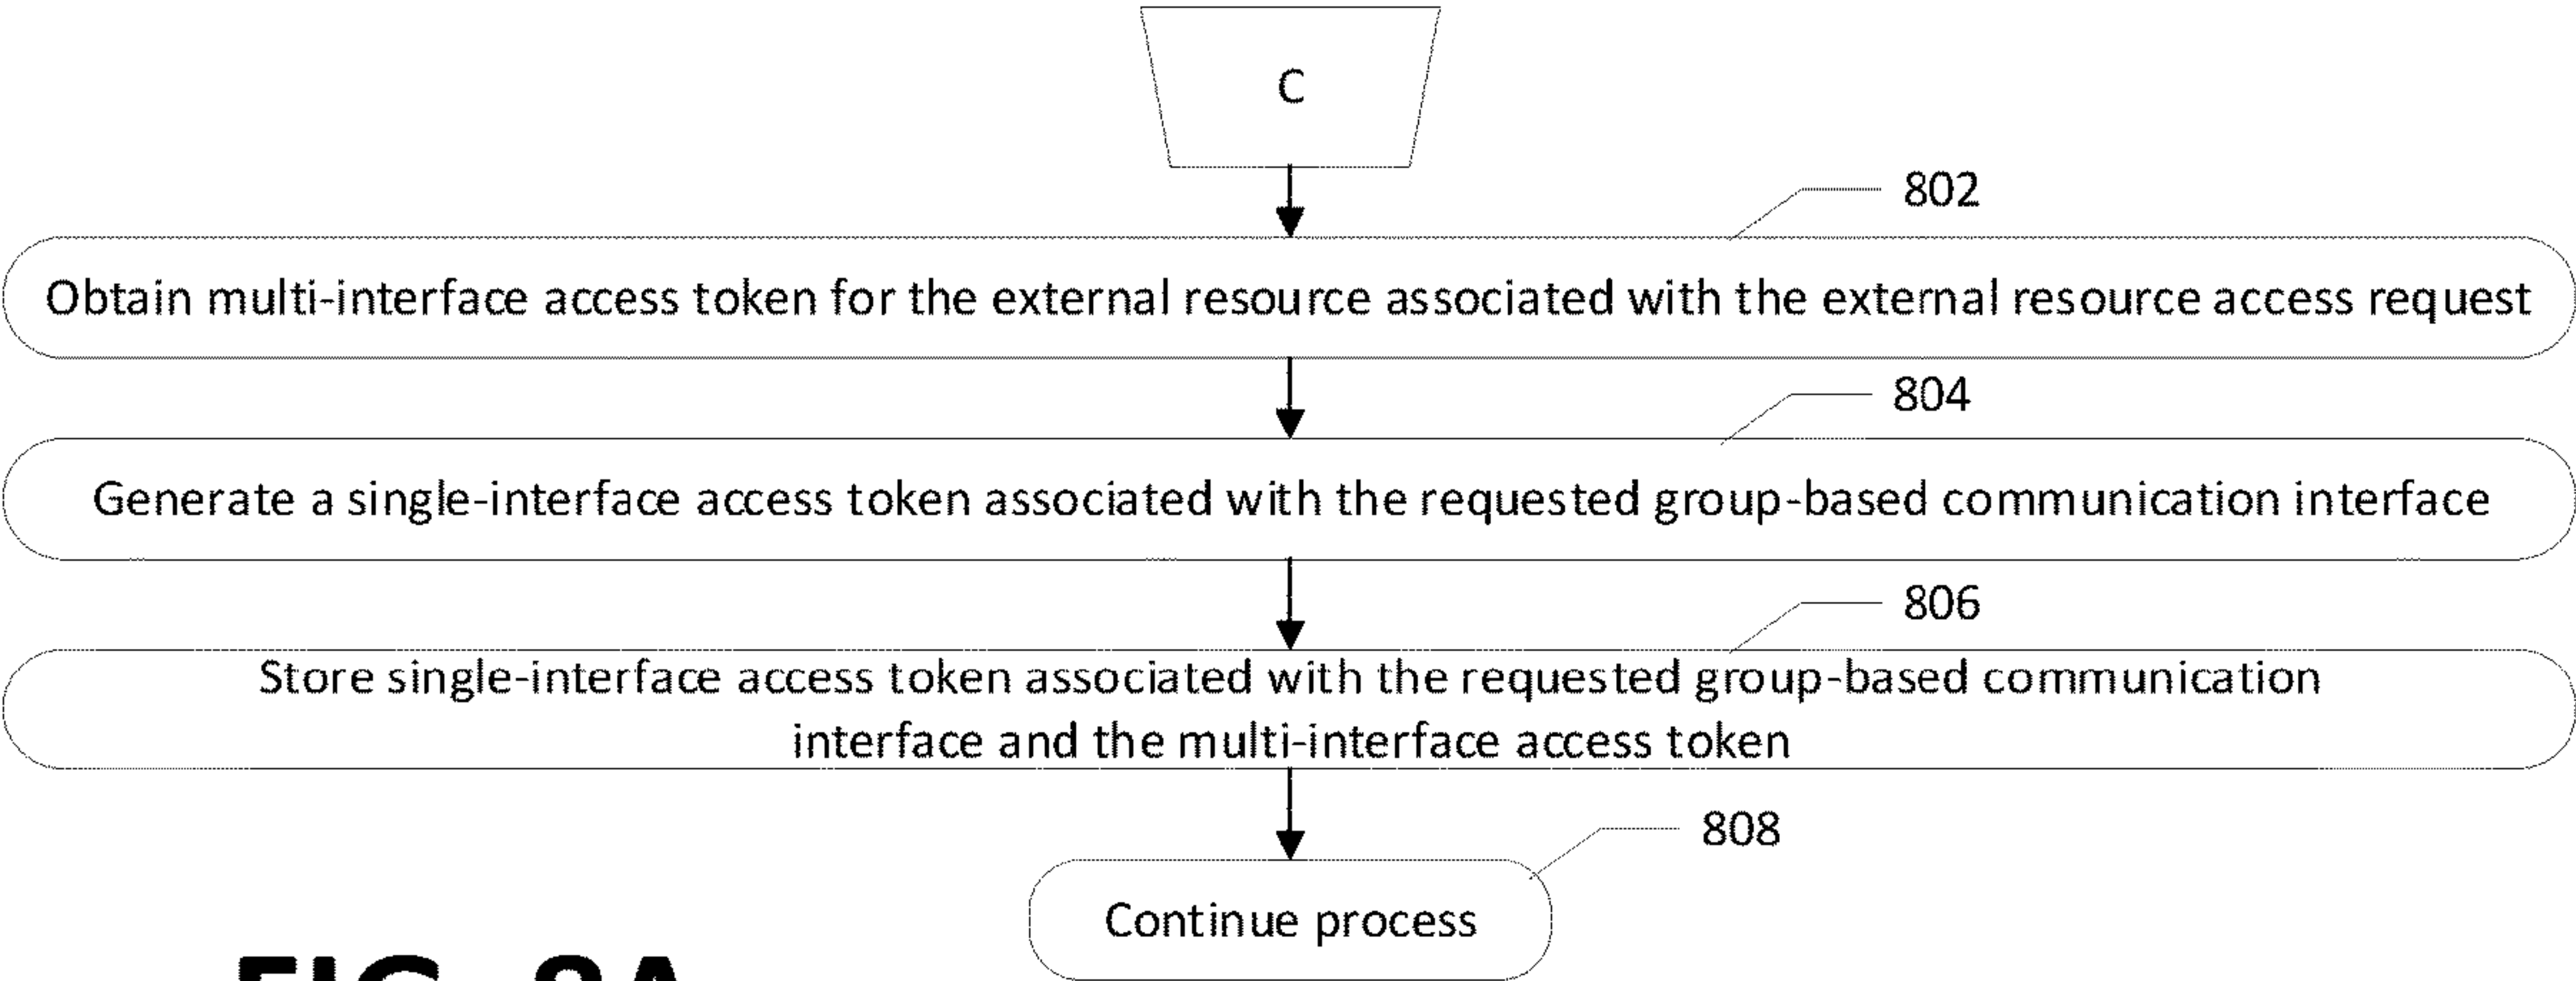 C
802
Obtain multi-interface access token for the external resource associated with the external resource access request
804
Generate a single-interface access token associated with the requested group-based communication interface
806
Store single-interface access token associated with the requested group-based communication
interface and the multi-interface access token
808
Continue process
FIG. 8A